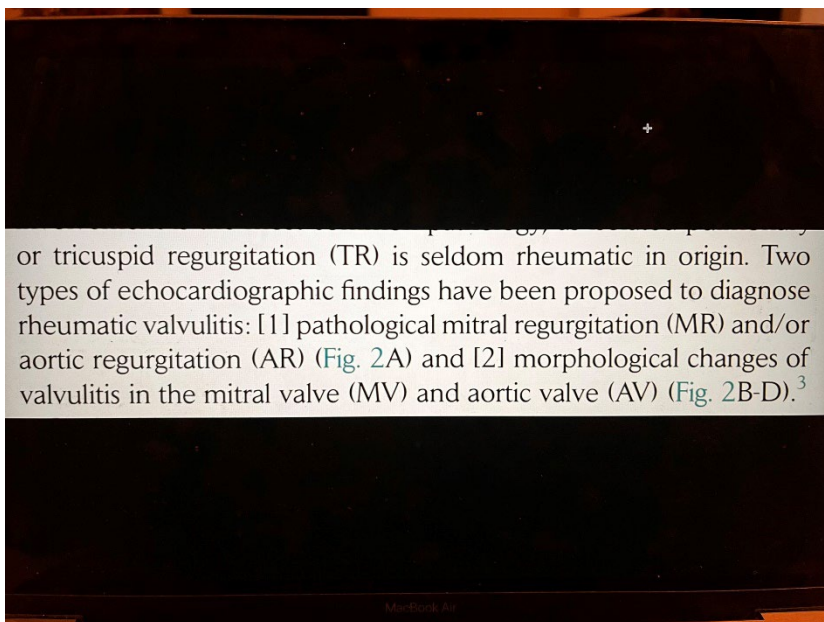 or tricuspid regurgitation (TR) is seldom rheumatic in origin. Two
types of echocardiographic findings have been proposed to diagnose
rheumatic valvulitis: [1] pathological mitral regurgitation (MR) and/or
aortic regurgitation (AR) (Fig. 2A) and [2] morphological changes of
valvulitis in the mitral valve (MV) and aortic valve (AV) (Fig. 2B-D).³
MacBook Air